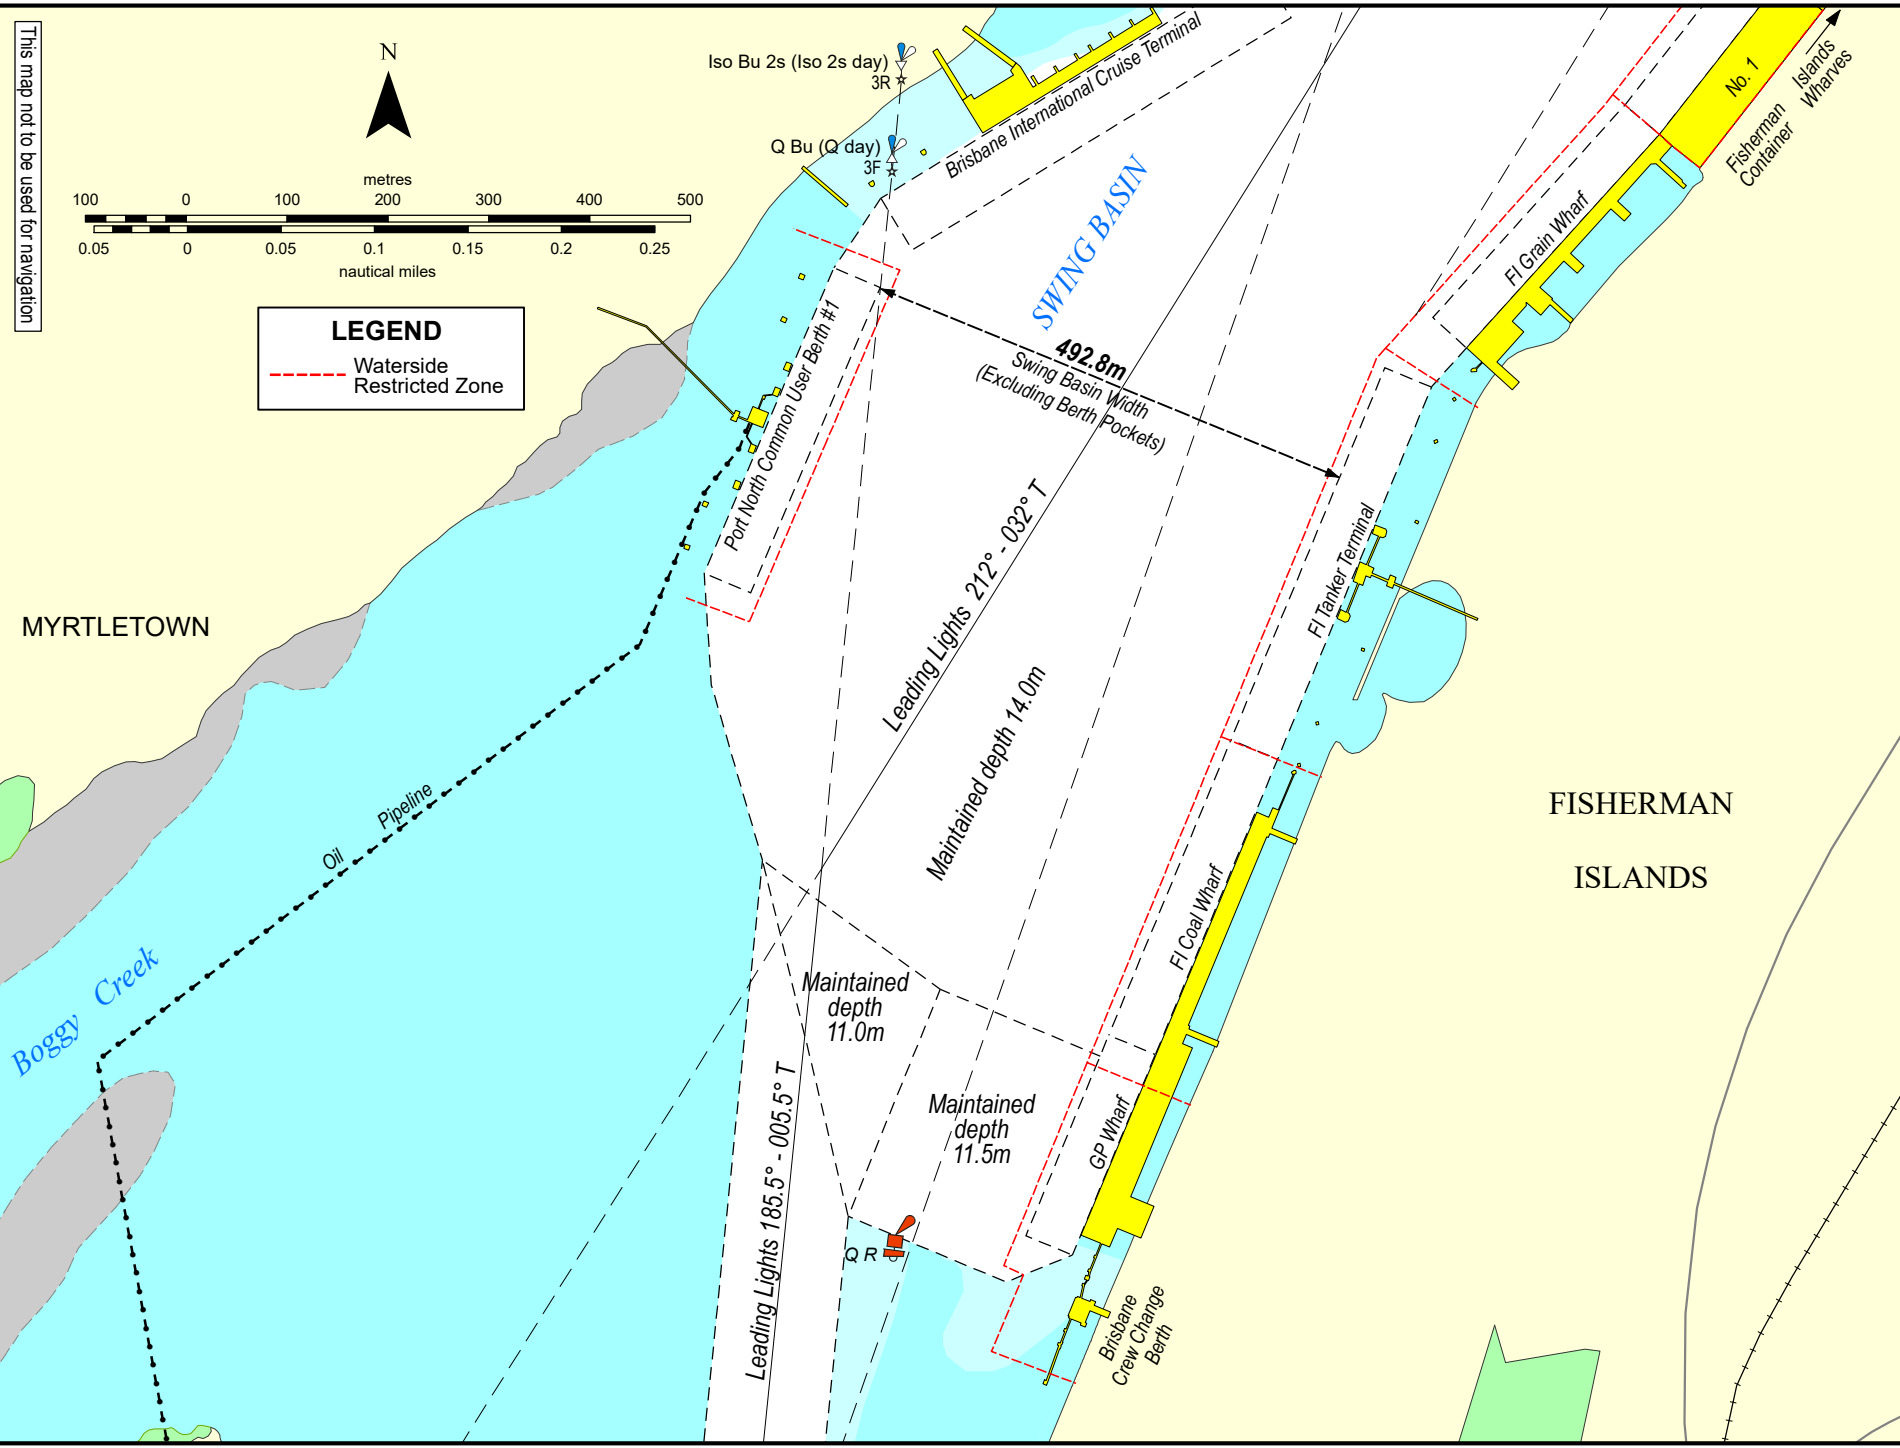 This map not to be used for navigation
N
metres
100 0 100 200 300 400 500
0.05 0 0.05 0.1 0.15 0.2 0.25
nautical miles
LEGEND
Waterside
Restricted Zone
Iso Bu 2s (Iso 2s day)
3R
Q Bu (Q day)
3F
Brisbane International Cruise Terminal
SWING BASIN
No. 1
Fisherman Islands
Container Wharves
FI Grain Wharf
492.8m
Swing Basin Width
(Excluding Berth Pockets)
Port North Common User Berth #1
Leading Lights 212° - 032° T
FI Tanker Terminal
MYRTLETOWN
Maintained depth 14.0m
Oil Pipeline
FISHERMAN
ISLANDS
FI Coal Wharf
Boggy Creek
Maintained
depth
11.0m
Maintained
depth
11.5m
GP Wharf
Leading Lights 185.5° - 005.5° T
Q R
Brisbane
Crew Change
Berth